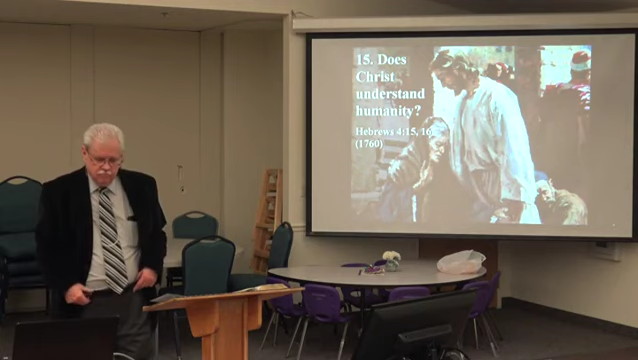 15. Does
Christ
understand
humanity?
Hebrews 4:15, 16
(1760)